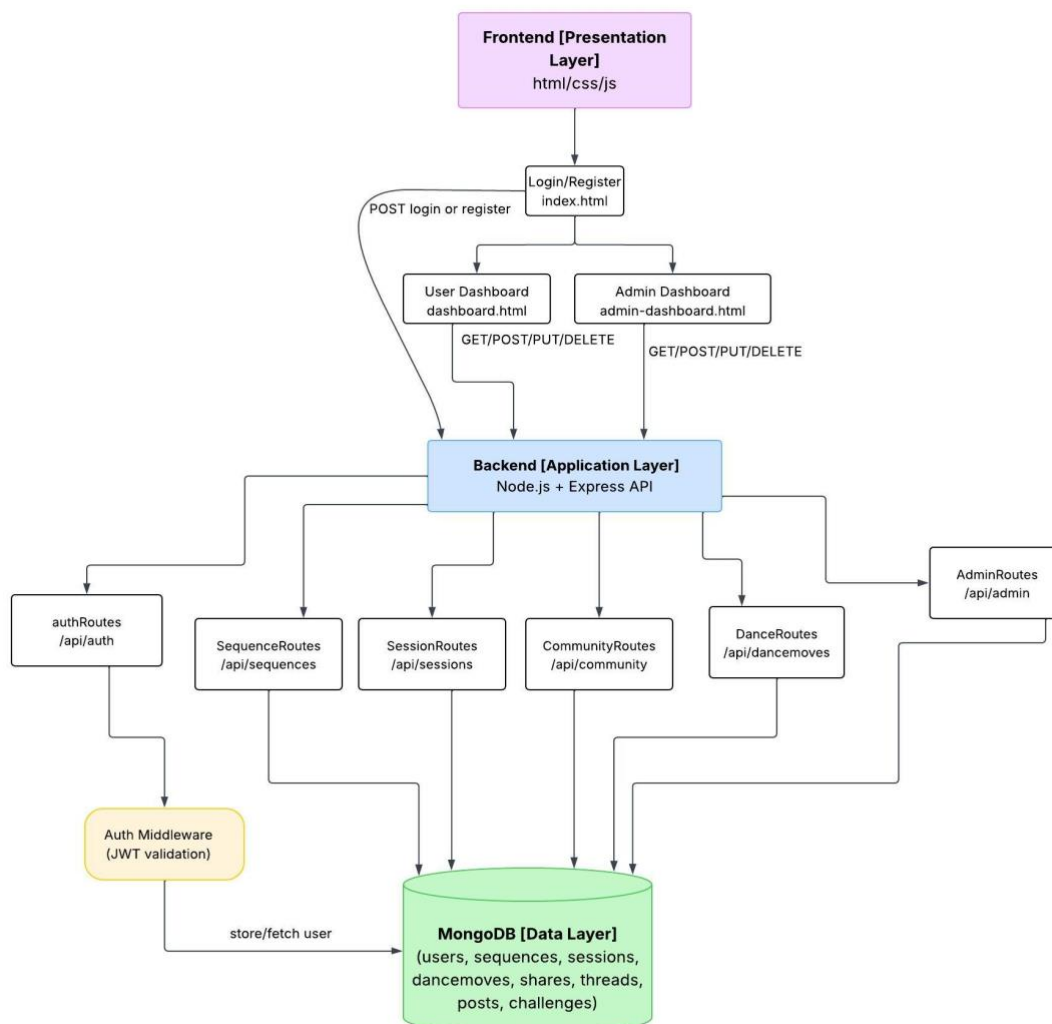 Frontend [Presentation
Layer]
html/css/js
Login/Register
index.html
POST login or register
User Dashboard
dashboard.html
Admin Dashboard
admin-dashboard.html
GET/POST/PUT/DELETE
GET/POST/PUT/DELETE
Backend [Application Layer]
Node.js + Express API
authRoutes
/api/auth
SequenceRoutes
/api/sequences
SessionRoutes
/api/sessions
CommunityRoutes
/api/community
DanceRoutes
/api/dancemoves
AdminRoutes
/api/admin
Auth Middleware
(JWT validation)
store/fetch user
MongoDB [Data Layer]
(users, sequences, sessions,
dancemoves, shares, threads,
posts, challenges)